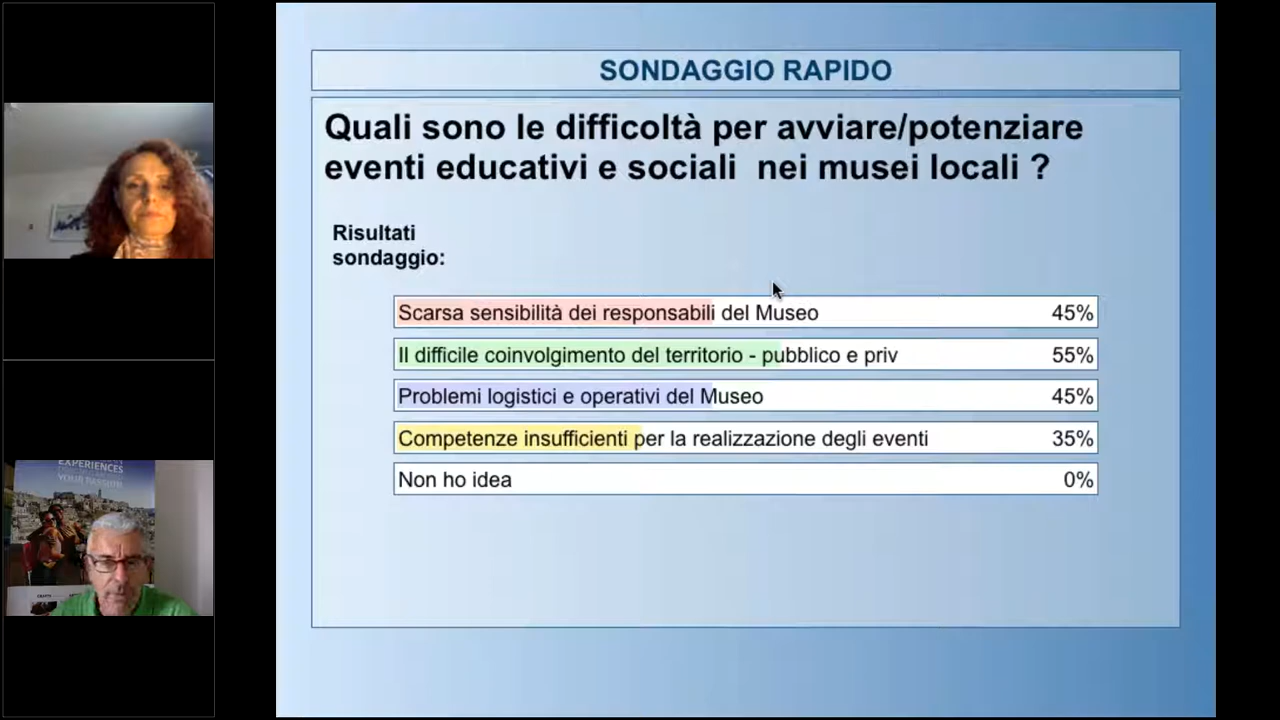 SONDAGGIO RAPIDO
Quali sono le difficoltà per avviare/potenziare
eventi educativi e sociali nei musei locali ?
Risultati
sondaggio:
Scarsa sensibilità dei responsabili del Museo 45%
Il difficile coinvolgimento del territorio - pubblico e priv 55%
Problemi logistici e operativi del Museo 45%
Competenze insufficienti per la realizzazione degli eventi 35%
Non ho idea 0%
EXPERIENCES
YOUR PASSION